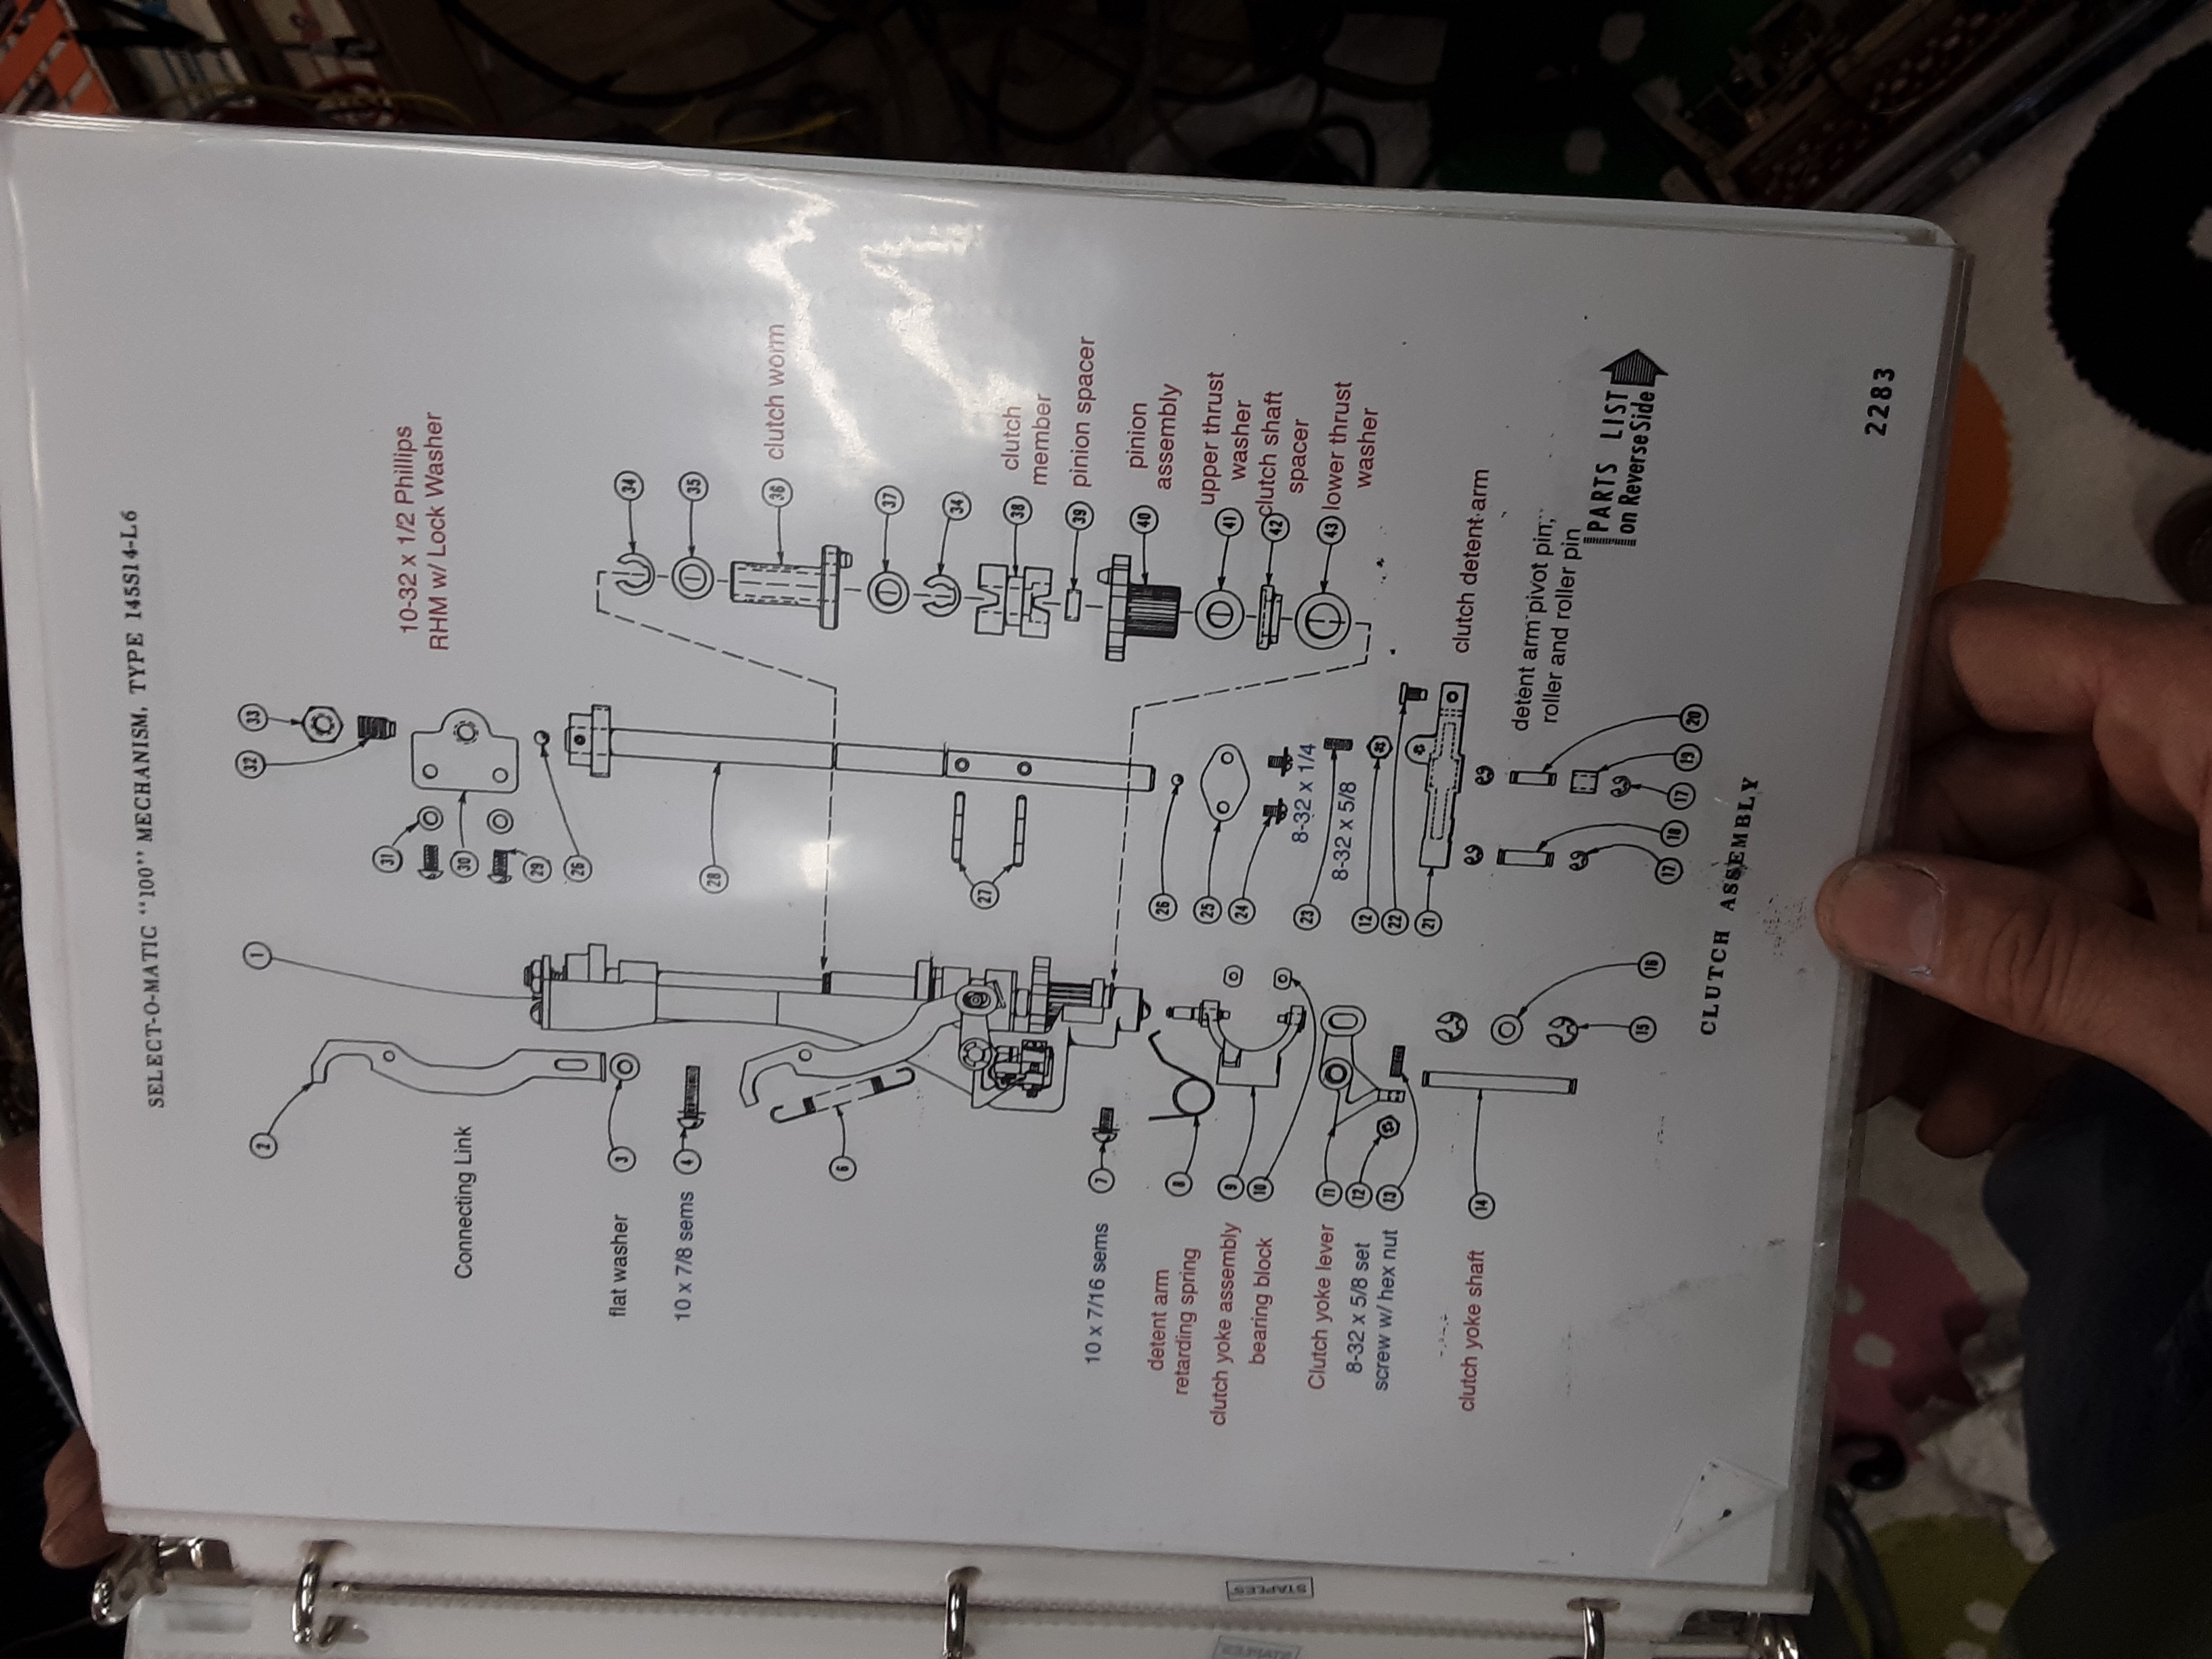 SELECT-O-MATIC "100" MECHANISM, TYPE 145S14-L6
2
1
32
33
31
10-32 x 1/2 Phillips
RHM w/ Lock Washer
Connecting Link
30
29
26
flat washer
3
34
10 x 7/8 sems
4
35
28
36
clutch worm
6
37
34
27
38
clutch
member
39
pinion spacer
10 x 7/16 sems
7
40
pinion
assembly
detent arm
retarding spring
8
26
clutch yoke assembly
9
25
41
upper thrust
washer
bearing block
10
24
42
clutch shaft
spacer
8-32 x 1/4
23
8-32 x 5/8
43
lower thrust
washer
Clutch yoke lever
11
8-32 x 5/8 set
screw w/ hex nut
12
13
12
22
21
clutch detent arm
clutch yoke shaft
14
detent arm pivot pin,
roller and roller pin
PARTS LIST
on Reverse Side
15
16
17
18
17
19
20
CLUTCH ASSEMBLY
2283
STAPLES